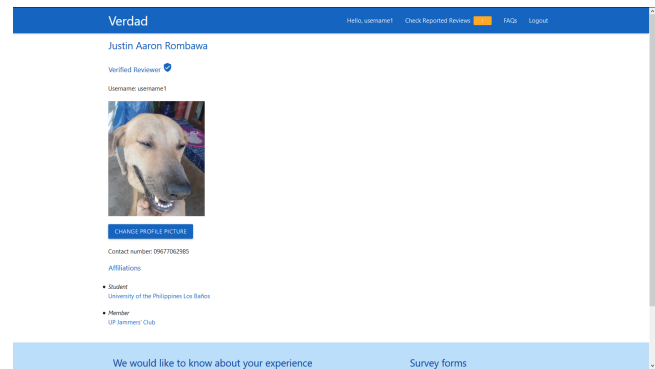 Verdad
Hello, username1 Check Reported Reviews 1 FAQs Logout
Justin Aaron Rombawa
Verified Reviewer
Username: username1
CHANGE PROFILE PICTURE
Contact number: 09677062985
Affiliations
Student
University of the Philippines Los Baños
Member
UP Jammers' Club
We would like to know about your experience
Survey forms